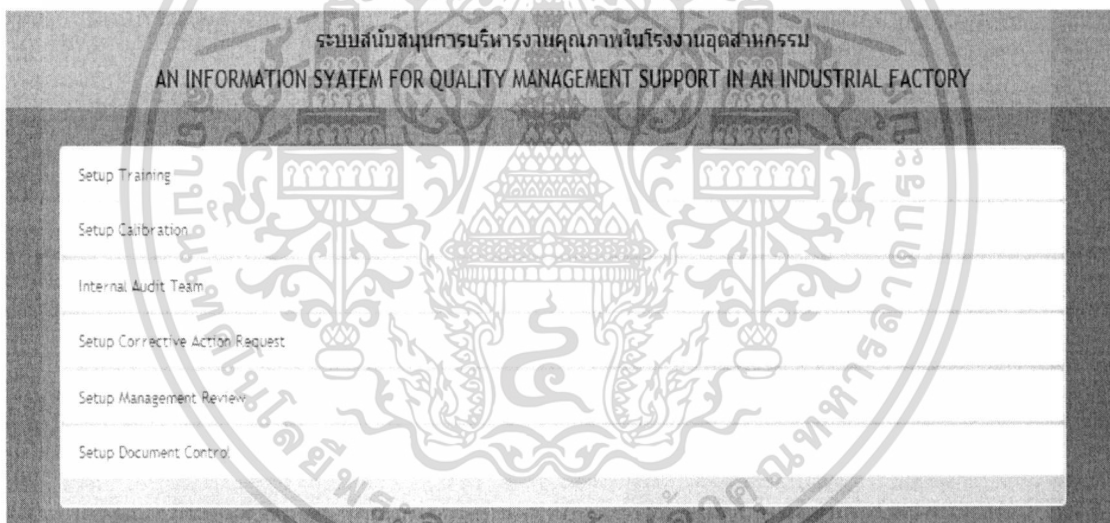 ระบบสนับสนุนการบริหารงานคุณภาพในโรงงานอุตสาหกรรม
AN INFORMATION SYATEM FOR QUALITY MANAGEMENT SUPPORT IN AN INDUSTRIAL FACTORY
Setup Training
Setup Calibration
Internal Audit Team
Setup Corrective Action Request
Setup Management Review
Setup Document Control